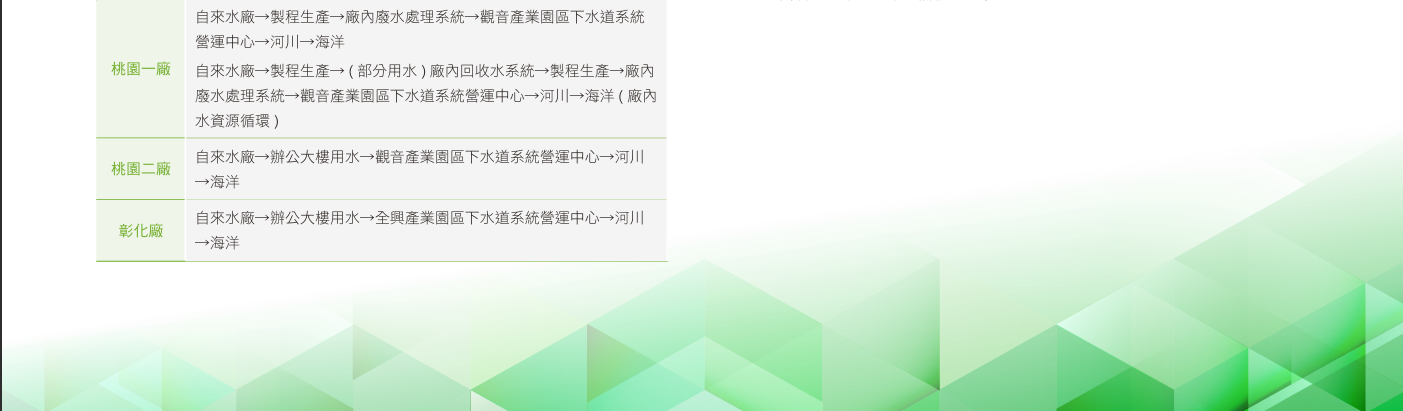 自來水廠→製程生產→廠內廢水處理系統→觀音產業園區下水道系統
營運中心→河川→海洋
桃園一廠
自來水廠→製程生產→ ( 部分用水 ) 廠內回收水系統→製程生產→廠內
廢水處理系統→觀音產業園區下水道系統營運中心→河川→海洋 ( 廠內
水資源循環 )
桃園二廠
自來水廠→辦公大樓用水→觀音產業園區下水道系統營運中心→河川
→海洋
彰化廠
自來水廠→辦公大樓用水→全興產業園區下水道系統營運中心→河川
→海洋